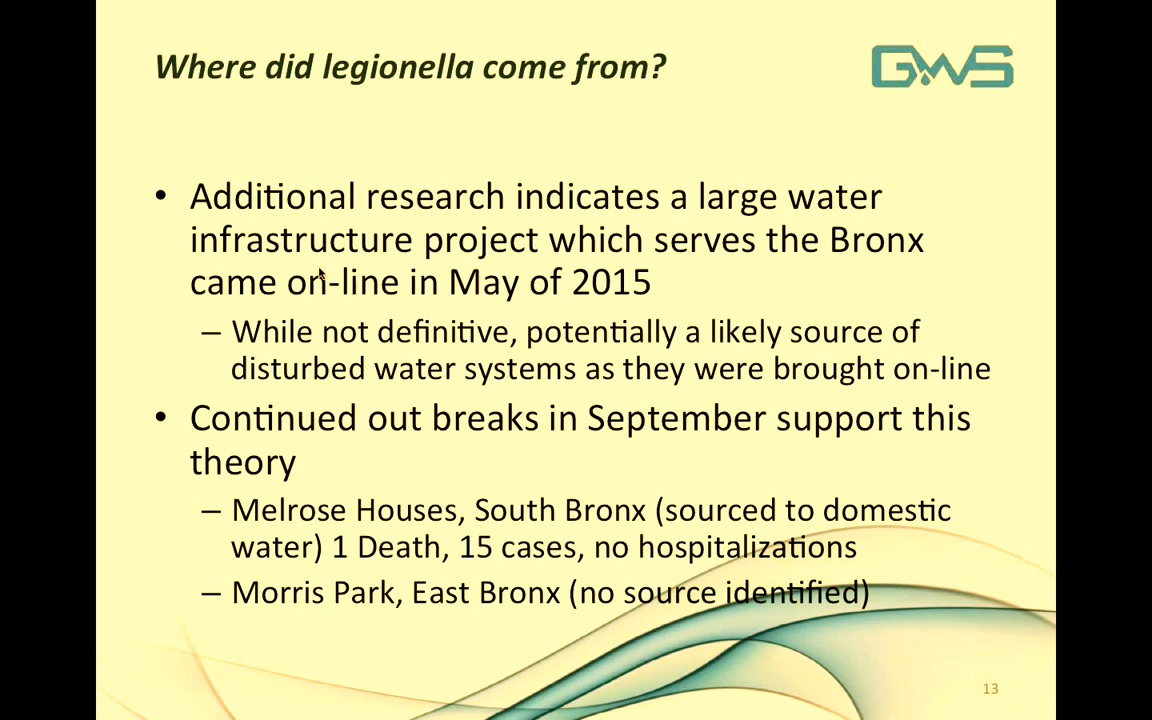 Where did legionella come from?
GWS
• Additional research indicates a large water
infrastructure project which serves the Bronx
came on-line in May of 2015
– While not definitive, potentially a likely source of
disturbed water systems as they were brought on-line
• Continued out breaks in September support this
theory
– Melrose Houses, South Bronx (sourced to domestic
water) 1 Death, 15 cases, no hospitalizations
– Morris Park, East Bronx (no source identified)
13